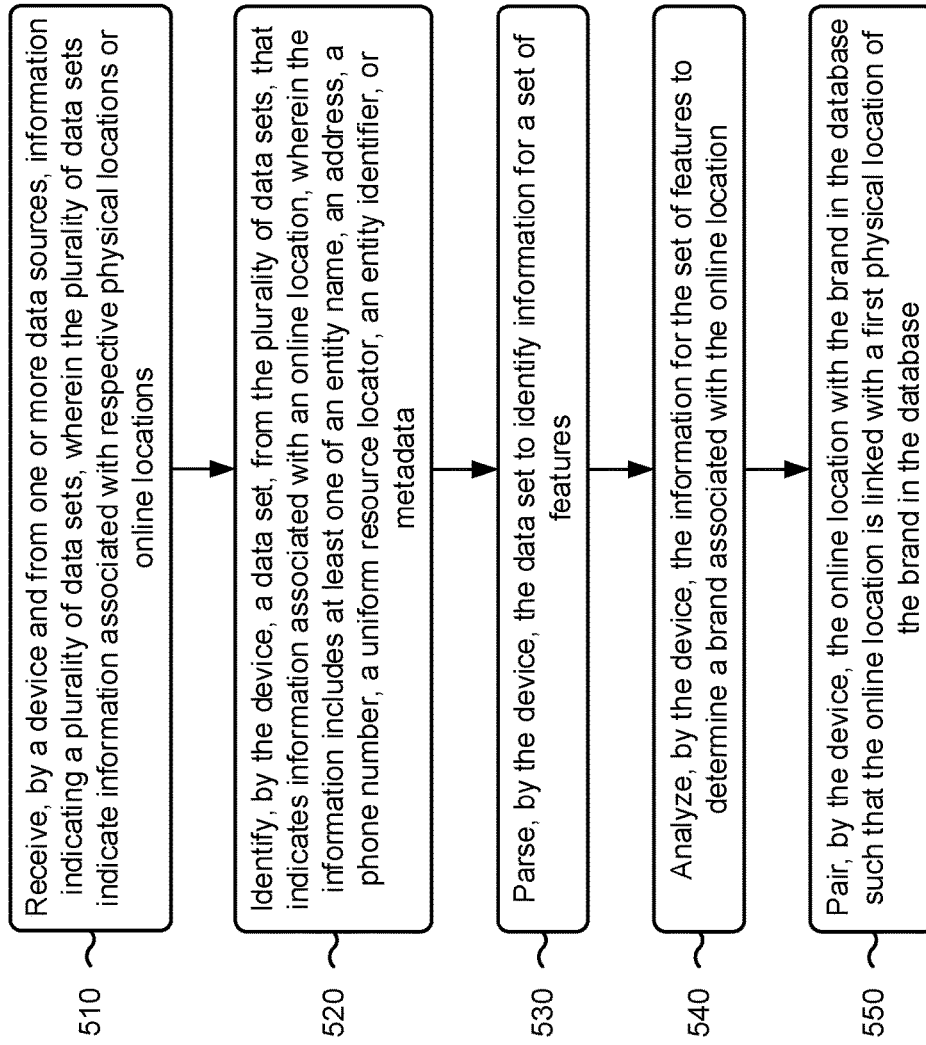 510
Receive, by a device and from one or more data sources, information
indicating a plurality of data sets, wherein the plurality of data sets
indicate information associated with respective physical locations or
online locations
520
Identify, by the device, a data set, from the plurality of data sets, that
indicates information associated with an online location, wherein the
information includes at least one of an entity name, an address, a
phone number, a uniform resource locator, an entity identifier, or
metadata
530
Parse, by the device, the data set to identify information for a set of
features
540
Analyze, by the device, the information for the set of features to
determine a brand associated with the online location
550
Pair, by the device, the online location with the brand in the database
such that the online location is linked with a first physical location of
the brand in the database